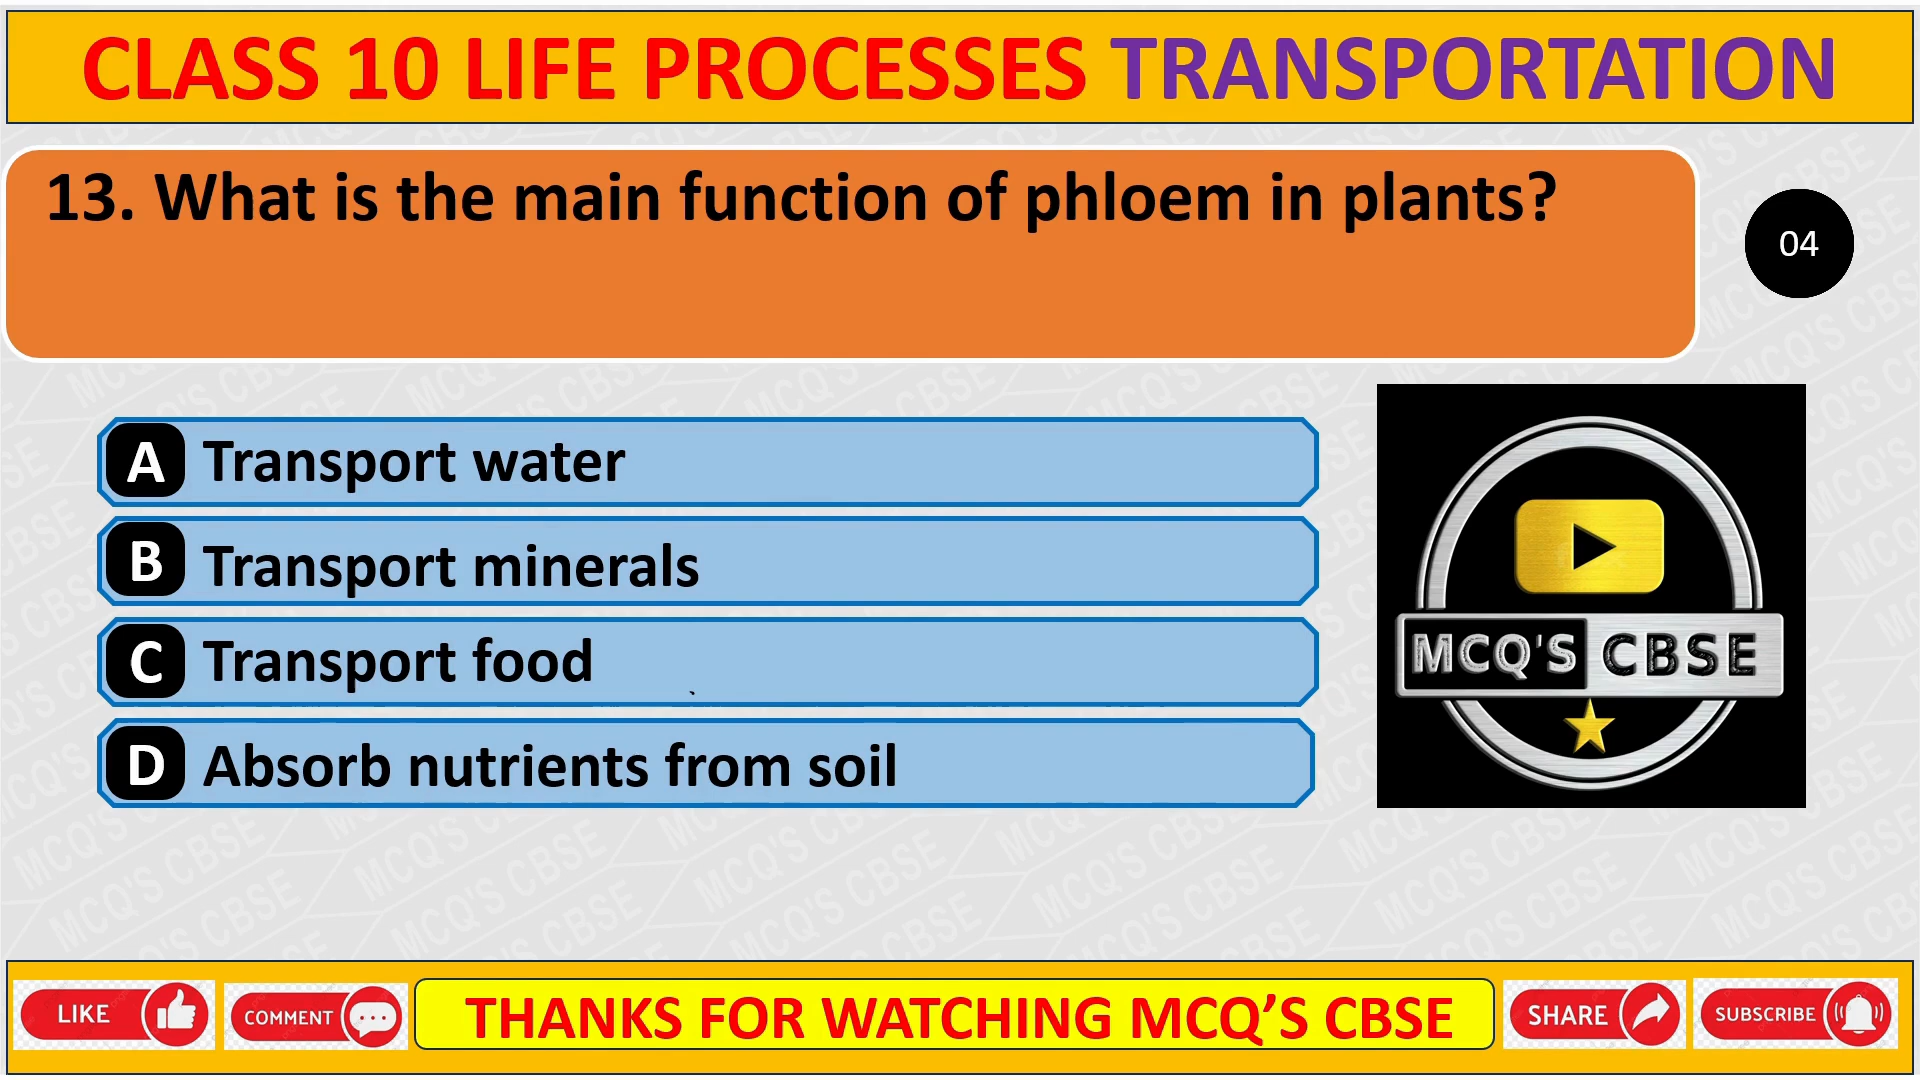 CLASS 10 LIFE PROCESSES TRANSPORTATION
13. What is the main function of phloem in plants?
04
A Transport water
B Transport minerals
C Transport food
D Absorb nutrients from soil
MCQ'S CBSE
LIKE
COMMENT
THANKS FOR WATCHING MCQ’S CBSE
SHARE
SUBSCRIBE